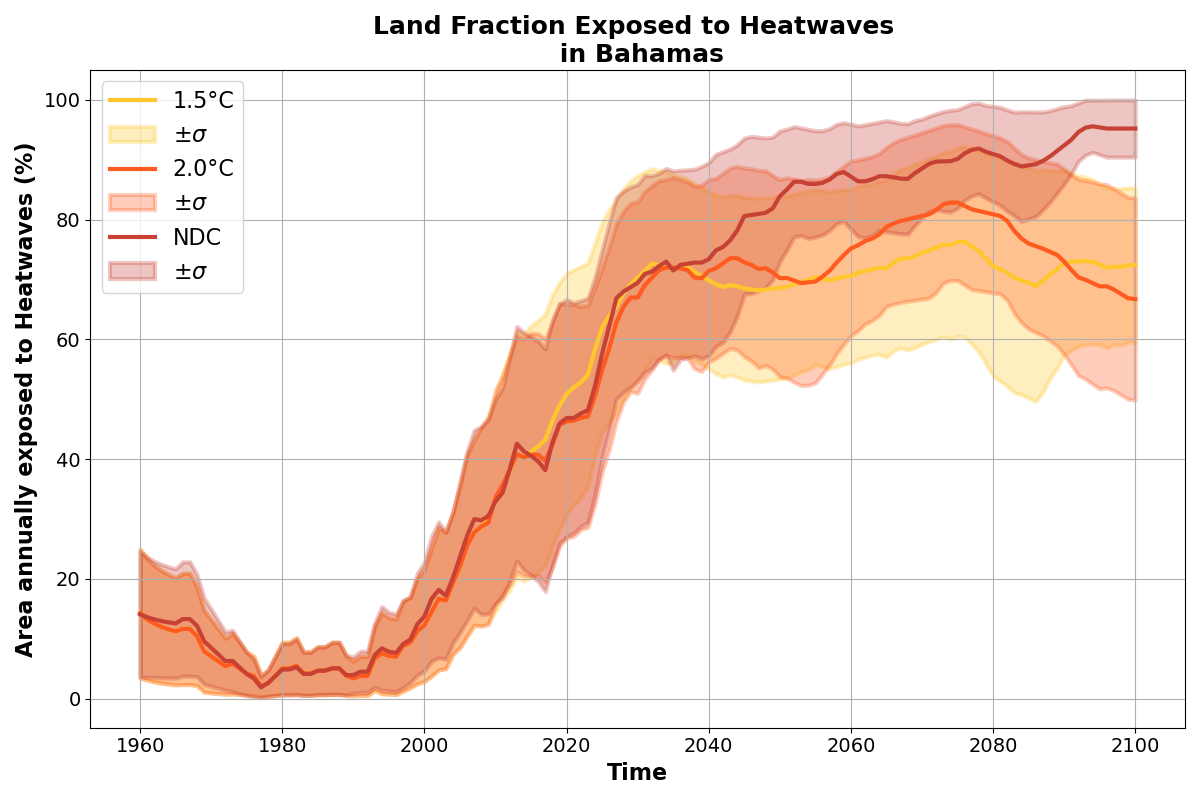 Land Fraction Exposed to Heatwaves
in Bahamas
Area annually exposed to Heatwaves (%)
100
80
60
40
20
0
1.5°C
±σ
2.0°C
±σ
NDC
±σ
1960 1980 2000 2020 2040 2060 2080 2100
Time